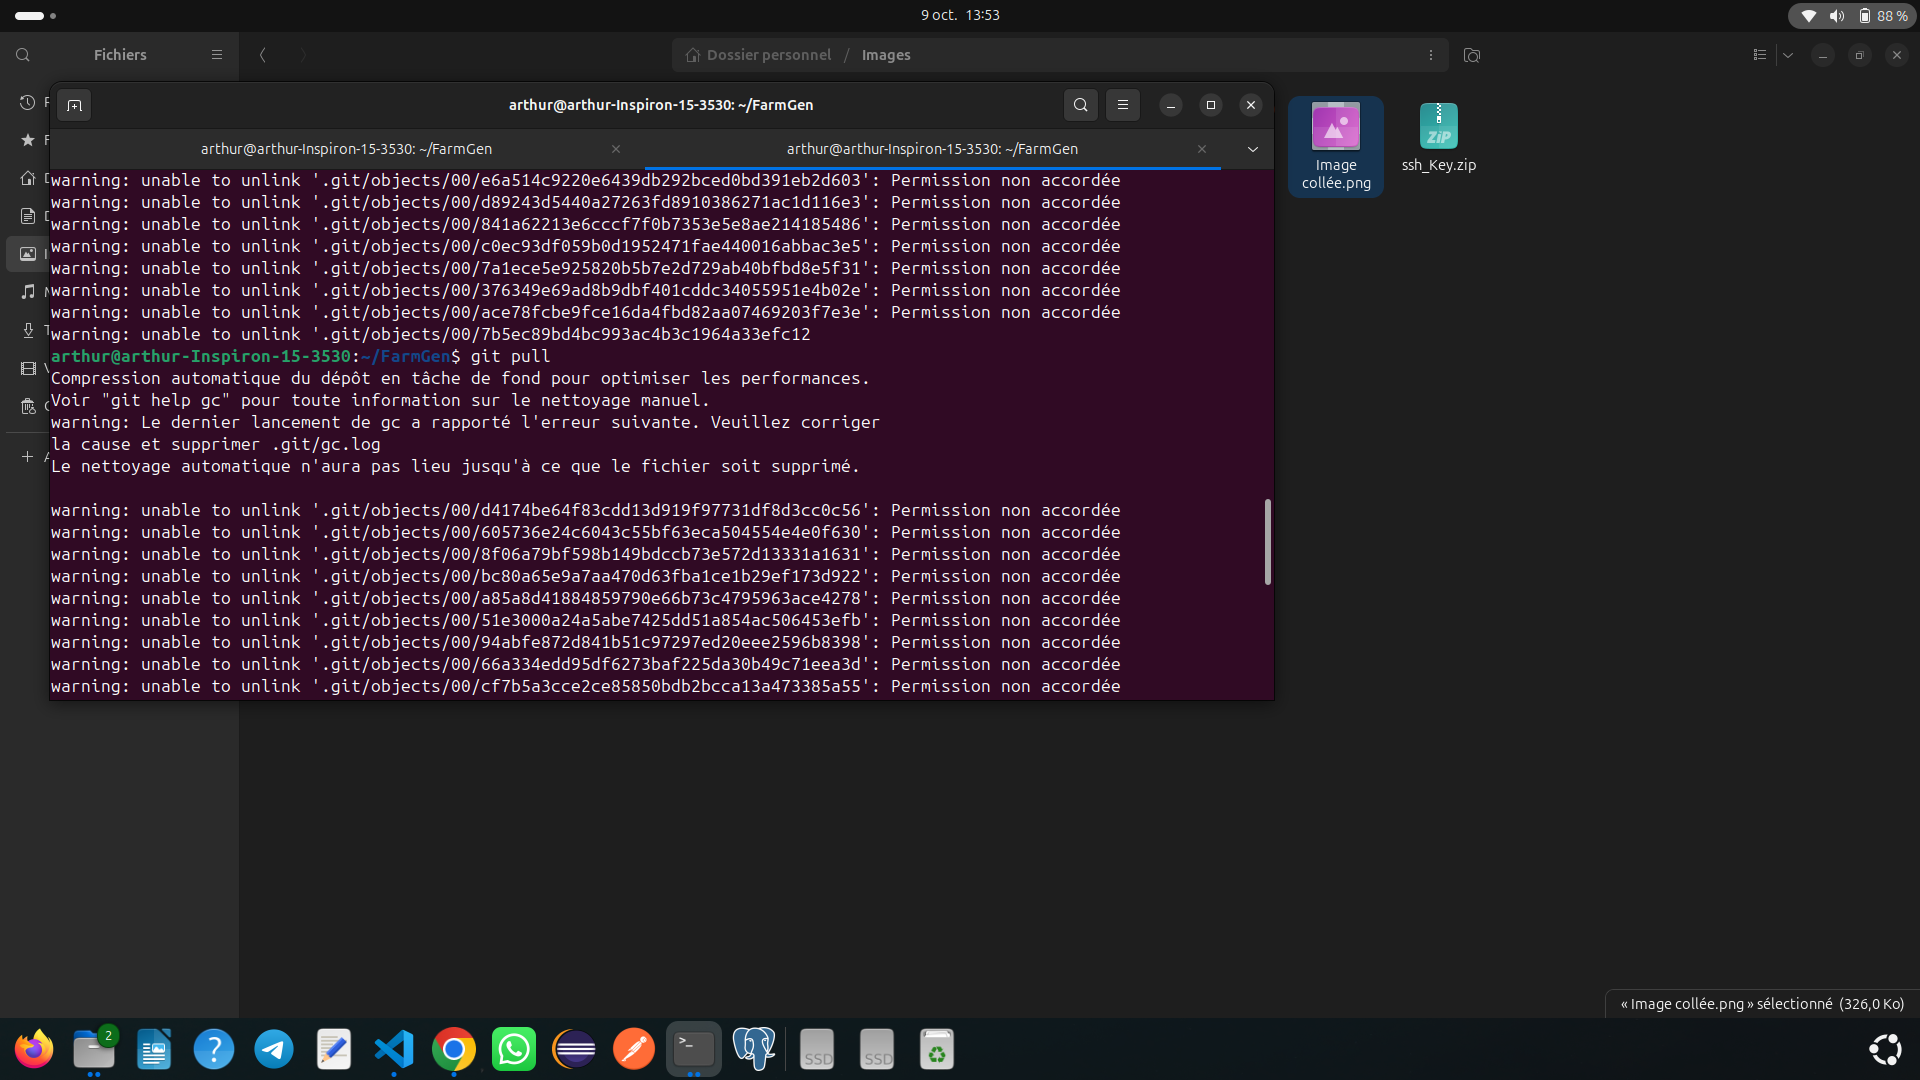 9 oct. 13:53
88 %
Fichiers
Dossier personnel / Images
arthur@arthur-Inspiron-15-3530: ~/FarmGen
arthur@arthur-Inspiron-15-3530: ~/FarmGen
arthur@arthur-Inspiron-15-3530: ~/FarmGen
warning: unable to unlink '.git/objects/00/e6a514c9220e6439db292bced0bd391eb2d603': Permission non accordée
warning: unable to unlink '.git/objects/00/d89243d5440a27263fd8910386271ac1d116e3': Permission non accordée
warning: unable to unlink '.git/objects/00/841a62213e6cccf7f0b7353e5e8ae214185486': Permission non accordée
warning: unable to unlink '.git/objects/00/c0ec93df059b0d1952471fae440016abbac3e5': Permission non accordée
warning: unable to unlink '.git/objects/00/7a1ece5e925820b5b7e2d729ab40bfbd8e5f31': Permission non accordée
warning: unable to unlink '.git/objects/00/376349e69ad8b9dbf401cddc34055951e4b02e': Permission non accordée
warning: unable to unlink '.git/objects/00/ace78fcbe9fce16da4fbd82aa07469203f7e3e': Permission non accordée
warning: unable to unlink '.git/objects/00/7b5ec89bd4bc993ac4b3c1964a33efc12
arthur@arthur-Inspiron-15-3530:~/FarmGen$ git pull
Compression automatique du dépôt en tâche de fond pour optimiser les performances.
Voir "git help gc" pour toute information sur le nettoyage manuel.
warning: Le dernier lancement de gc a rapporté l'erreur suivante. Veuillez corriger
la cause et supprimer .git/gc.log
Le nettoyage automatique n'aura pas lieu jusqu'à ce que le fichier soit supprimé.
warning: unable to unlink '.git/objects/00/d4174be64f83cdd13d919f97731df8d3cc0c56': Permission non accordée
warning: unable to unlink '.git/objects/00/605736e24c6043c55bf63eca504554e4e0f630': Permission non accordée
warning: unable to unlink '.git/objects/00/8f06a79bf598b149bdccb73e572d13331a1631': Permission non accordée
warning: unable to unlink '.git/objects/00/bc80a65e9a7aa470d63fba1ce1b29ef173d922': Permission non accordée
warning: unable to unlink '.git/objects/00/a85a8d41884859790e66b73c4795963ace4278': Permission non accordée
warning: unable to unlink '.git/objects/00/51e3000a24a5abe7425dd51a854ac506453efb': Permission non accordée
warning: unable to unlink '.git/objects/00/94abfe872d841b51c97297ed20eee2596b8398': Permission non accordée
warning: unable to unlink '.git/objects/00/66a334edd95df6273baf225da30b49c71eea3d': Permission non accordée
warning: unable to unlink '.git/objects/00/cf7b5a3cce2ce85850bdb2bcca13a473385a55': Permission non accordée
Image
collée.png
ZiP
ssh_Key.zip
« Image collée.png » sélectionné (326,0 Ko)
2
SSD
SSD